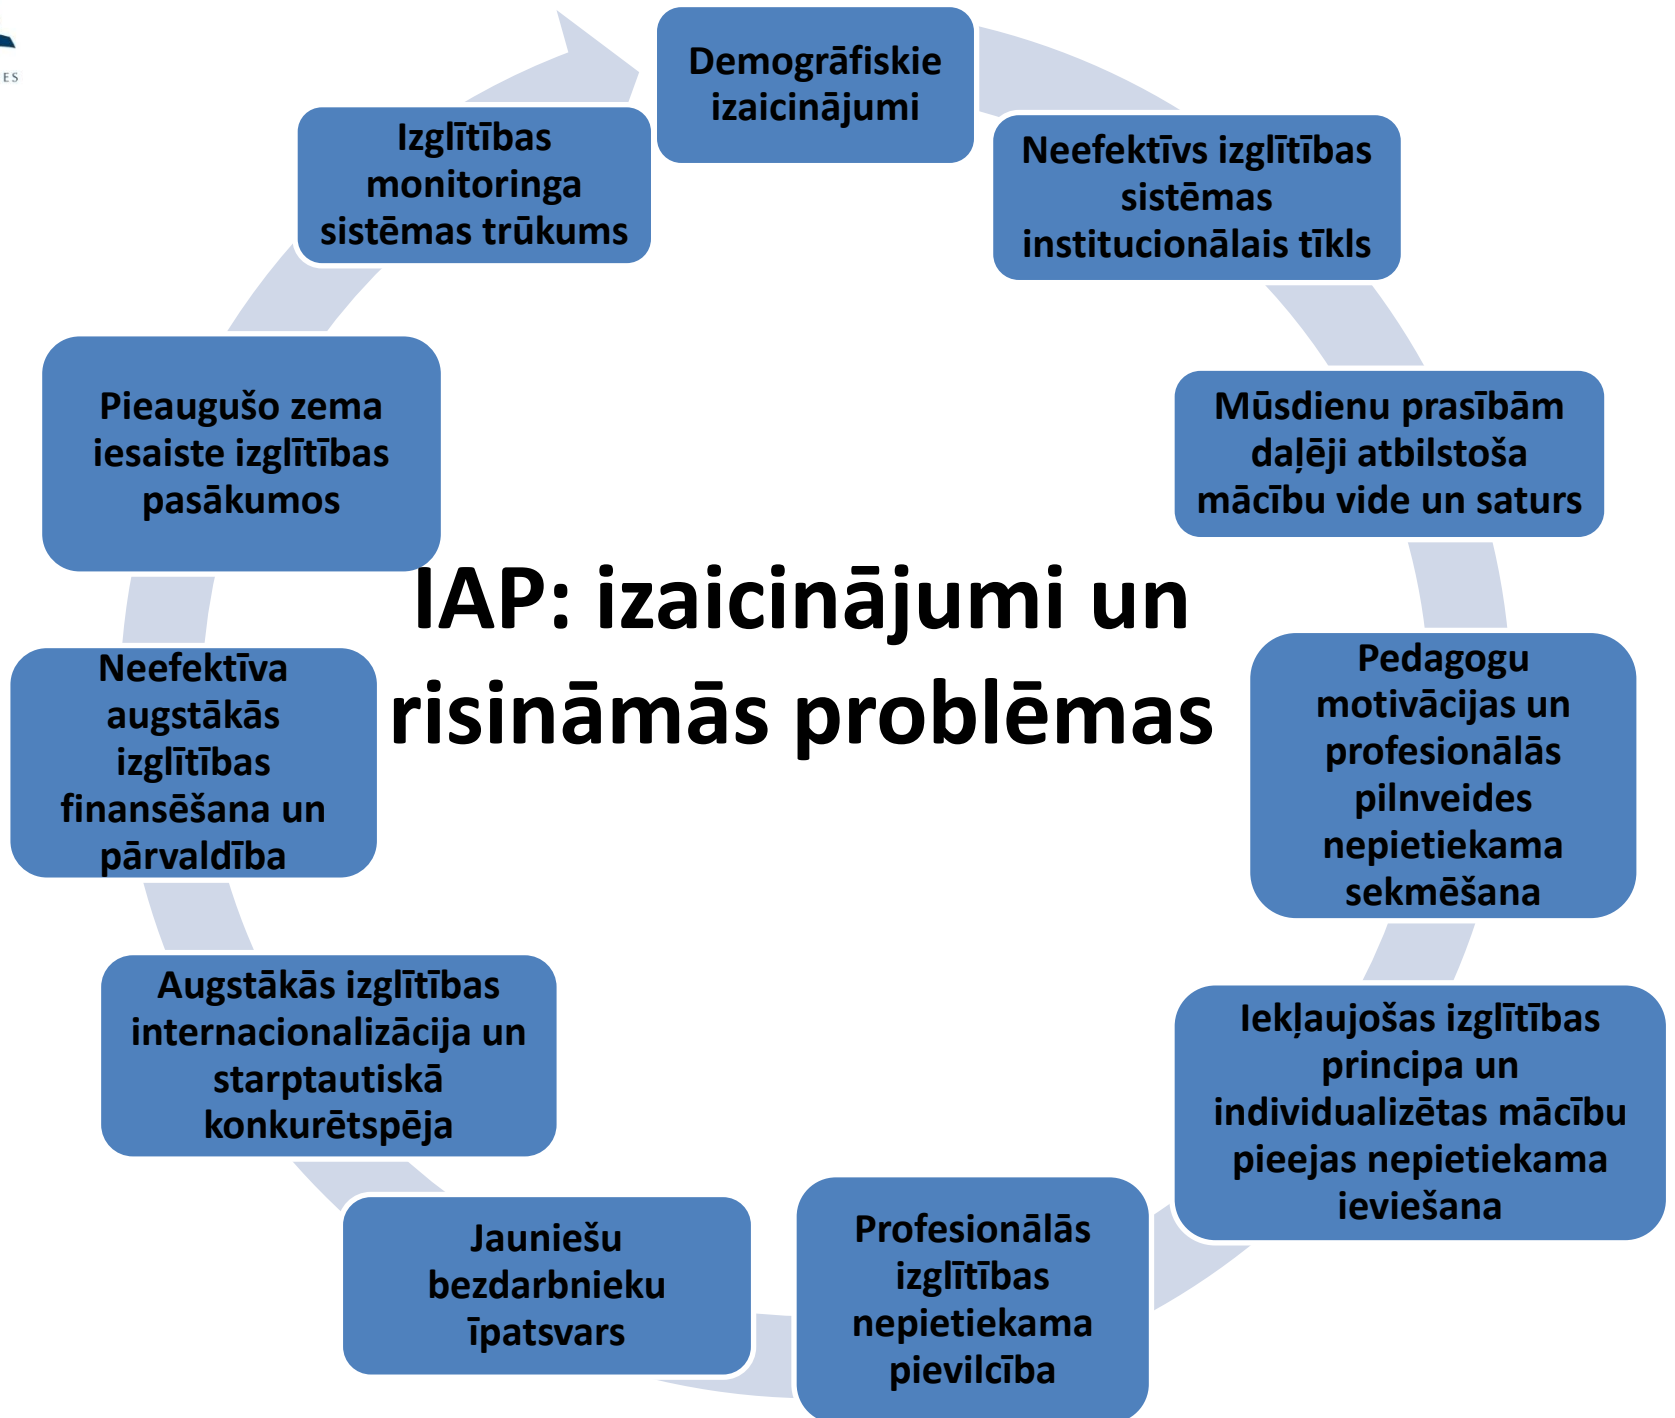 ES
Demogrāfiskie
izaicinājumi
Neefektīvs izglītības
sistēmas
institucionālais tīkls
Mūsdienu prasībām
daļēji atbilstoša
mācību vide un saturs
Pedagogu
motivācijas un
profesionālās
pilnveides
nepietiekama
sekmēšana
Iekļaujošas izglītības
principa un
individualizētas mācību
pieejas nepietiekama
ieviešana
Profesionālās
izglītības
nepietiekama
pievilcība
Jauniešu
bezdarbnieku
īpatsvars
Augstākās izglītības
internacionalizācija un
starptautiskā
konkurētspēja
Neefektīva
augstākās
izglītības
finansēšana un
pārvaldība
Pieaugušo zema
iesaiste izglītības
pasākumos
Izglītības
monitoringa
sistēmas trūkums
IAP: izaicinājumi un
risināmās problēmas